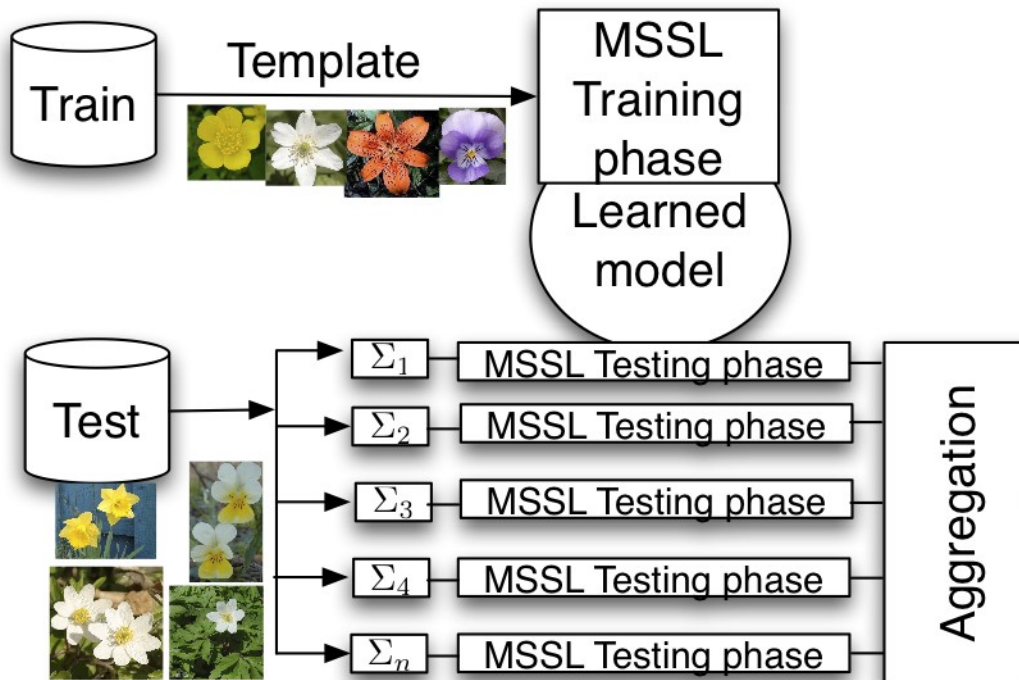 Train
Template
MSSL
Training
phase
Learned
model
Test
Σ₁
MSSL Testing phase
Σ₂
MSSL Testing phase
Σ₃
MSSL Testing phase
Σ₄
MSSL Testing phase
Σₙ
MSSL Testing phase
Aggregation